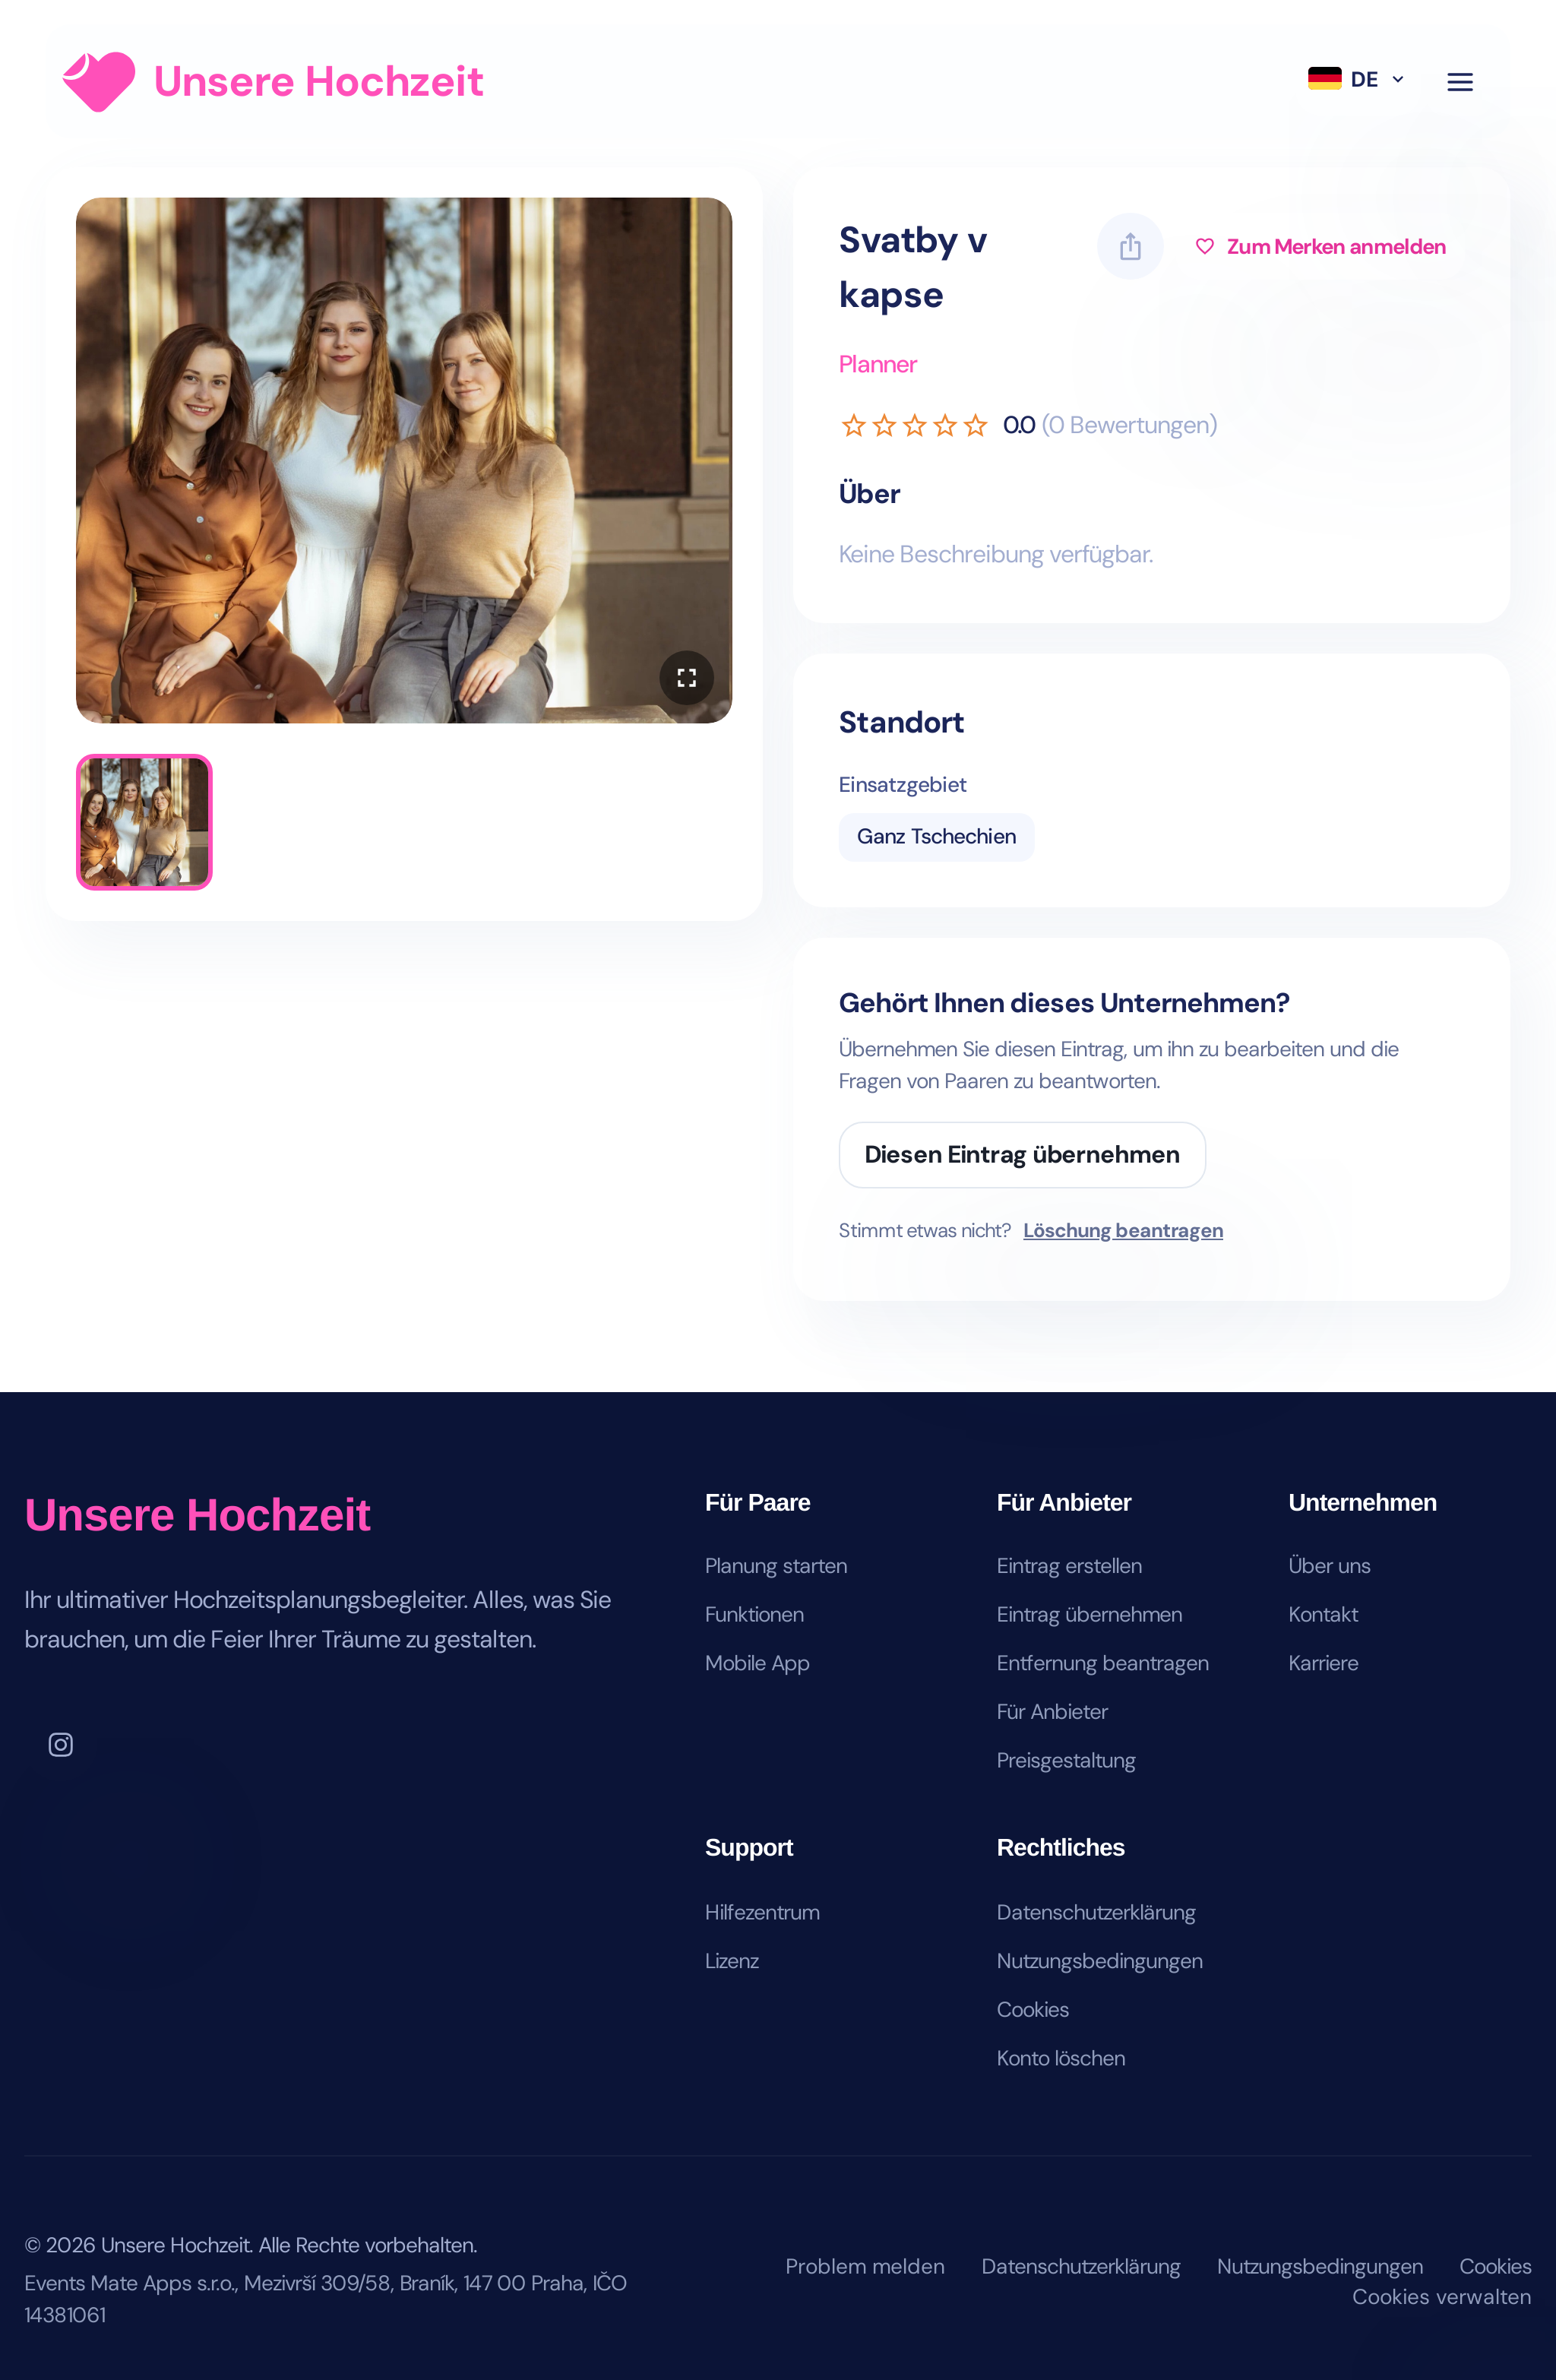 Unsere Hochzeit
DE
Svatby v
kapse
Zum Merken anmelden
Planner
0.0 (0 Bewertungen)
Über
Keine Beschreibung verfügbar.
Standort
Einsatzgebiet
Ganz Tschechien
Gehört Ihnen dieses Unternehmen?
Übernehmen Sie diesen Eintrag, um ihn zu bearbeiten und die
Fragen von Paaren zu beantworten.
Diesen Eintrag übernehmen
Stimmt etwas nicht? Löschung beantragen
Unsere Hochzeit
Ihr ultimativer Hochzeitsplanungsbegleiter. Alles, was Sie
brauchen, um die Feier Ihrer Träume zu gestalten.
Für Paare
Planung starten
Funktionen
Mobile App
Für Anbieter
Eintrag erstellen
Eintrag übernehmen
Entfernung beantragen
Für Anbieter
Preisgestaltung
Unternehmen
Über uns
Kontakt
Karriere
Support
Hilfezentrum
Lizenz
Rechtliches
Datenschutzerklärung
Nutzungsbedingungen
Cookies
Konto löschen
© 2026 Unsere Hochzeit. Alle Rechte vorbehalten.
Events Mate Apps s.r.o., Mezivrší 309/58, Braník, 147 00 Praha, IČO
14381061
Problem melden Datenschutzerklärung Nutzungsbedingungen Cookies
Cookies verwalten